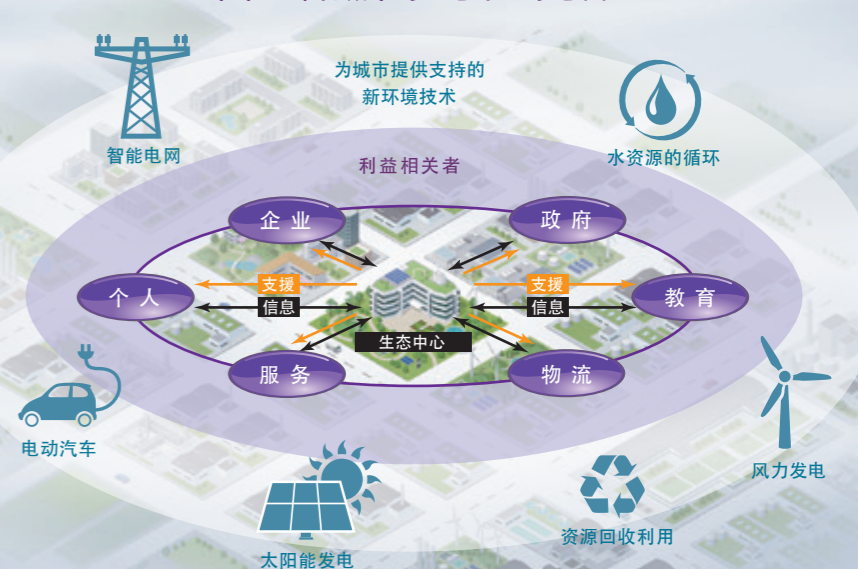 为城市提供支持的
新环境技术
智能电网
水资源的循环
利益相关者
企业
政府
支援
支援
个人
信息
信息
教育
生态中心
服务
物流
电动汽车
风力发电
资源回收利用
太阳能发电